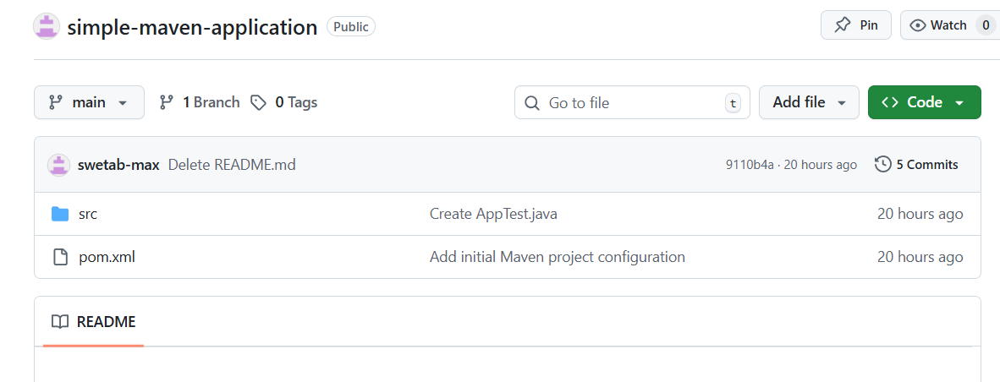 simple-maven-application Public Pin Watch 0
main 1 Branch 0 Tags Go to file t Add file Code
swetab-max Delete README.md 9110b4a · 20 hours ago 5 Commits
src Create AppTest.java 20 hours ago
pom.xml Add initial Maven project configuration 20 hours ago
README